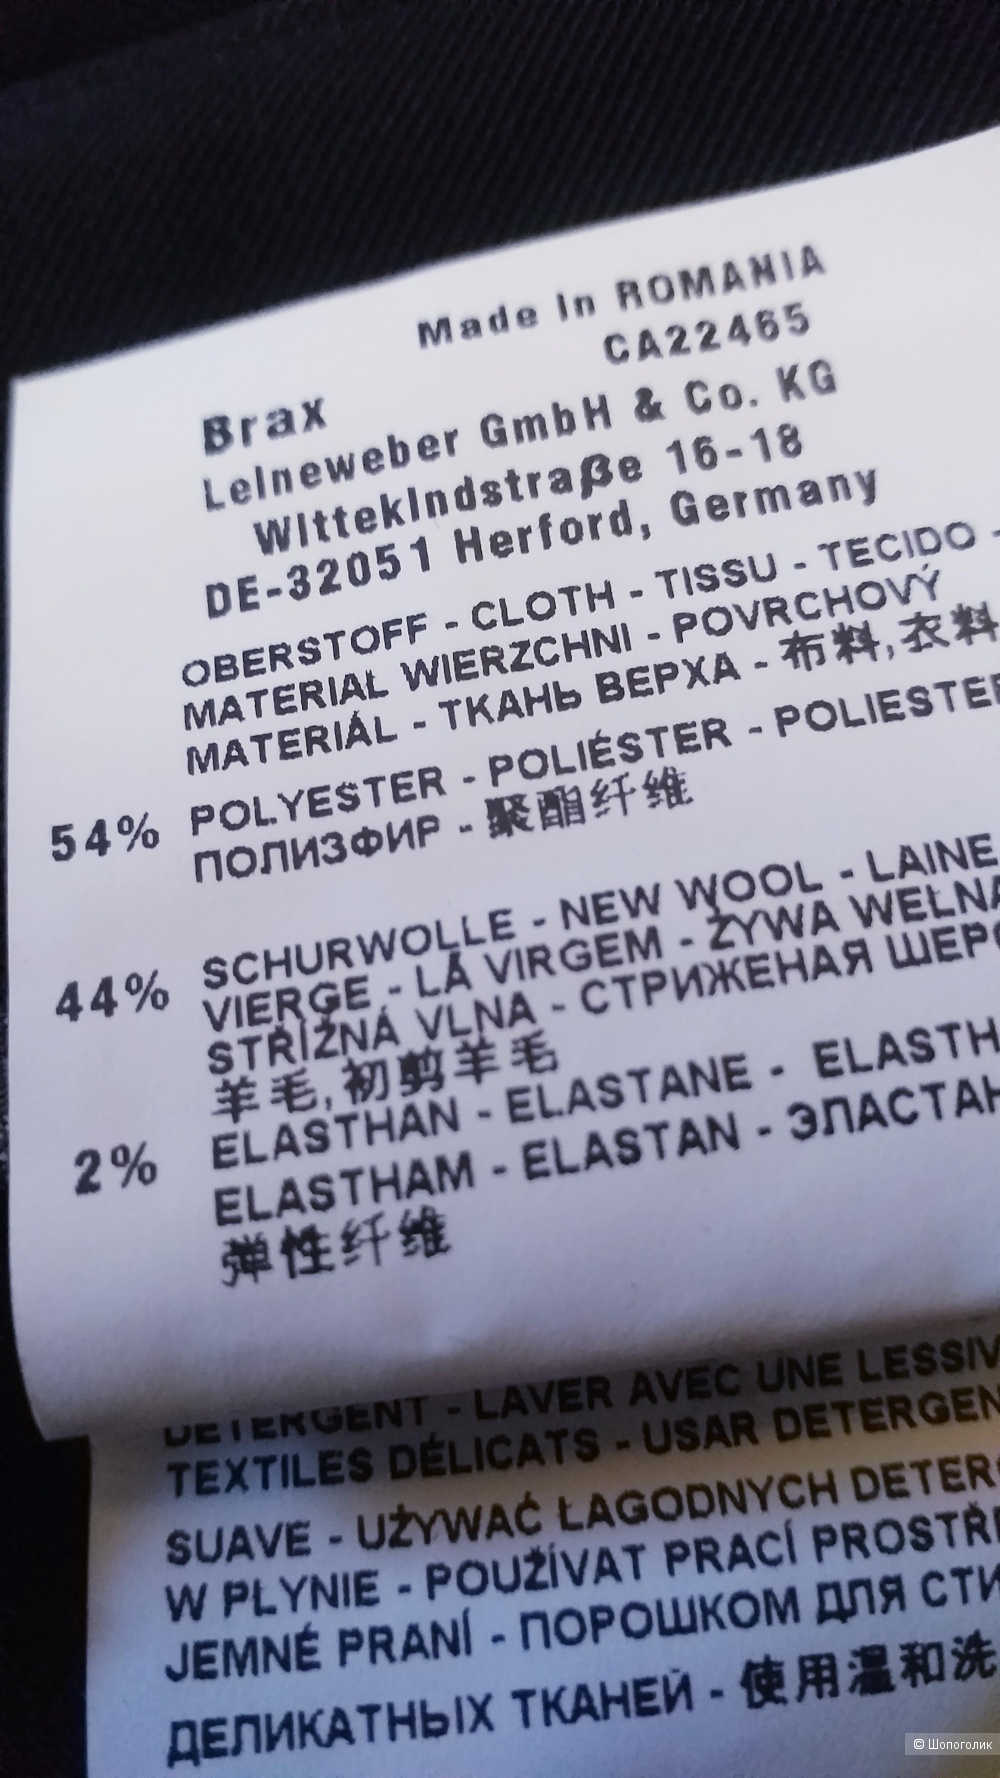 Made in ROMANIA
CA22465
Brax
Leineweber GmbH & Co. KG
Wittekindstraße 16-18
DE-32051 Herford, Germany
OBERSTOFF - CLOTH - TISSU - TECIDO -
MATERIAŁ WIERZCHNI - POVRCHOVÝ
MATERIÁL - ТКАНЬ ВЕРХА - 布料,衣料
54% POLYESTER - POLIÉSTER - POLIESTER
ПОЛИЗФИР - 聚酯纤维
44% SCHURWOLLE - NEW WOOL - LAINE
VIERGE - LÃ VIRGEM - ŻYWA WEŁNA
STŘIŽNÁ VLNA - СТРИЖЕНАЯ ШЕРС
羊毛,初剪羊毛
2% ELASTHAN - ELASTANE - ELASTH
ELASTHAM - ELASTAN - ЭЛАСТАН
弹性纤维
DETERGENT - LAVER AVEC UNE LESSIV
TEXTILES DÉLICATS - USAR DETERGEN
SUAVE - UŻYWAĆ ŁAGODNYCH DETERG
W PŁYNIE - POUŽÍVAT PRACÍ PROSTŘE
JEMNÉ PRANÍ - ПОРОШКОМ ДЛЯ СТИ
ДЕЛИКАТНЫХ ТКАНЕЙ - 使用温和洗
© Шопоголик